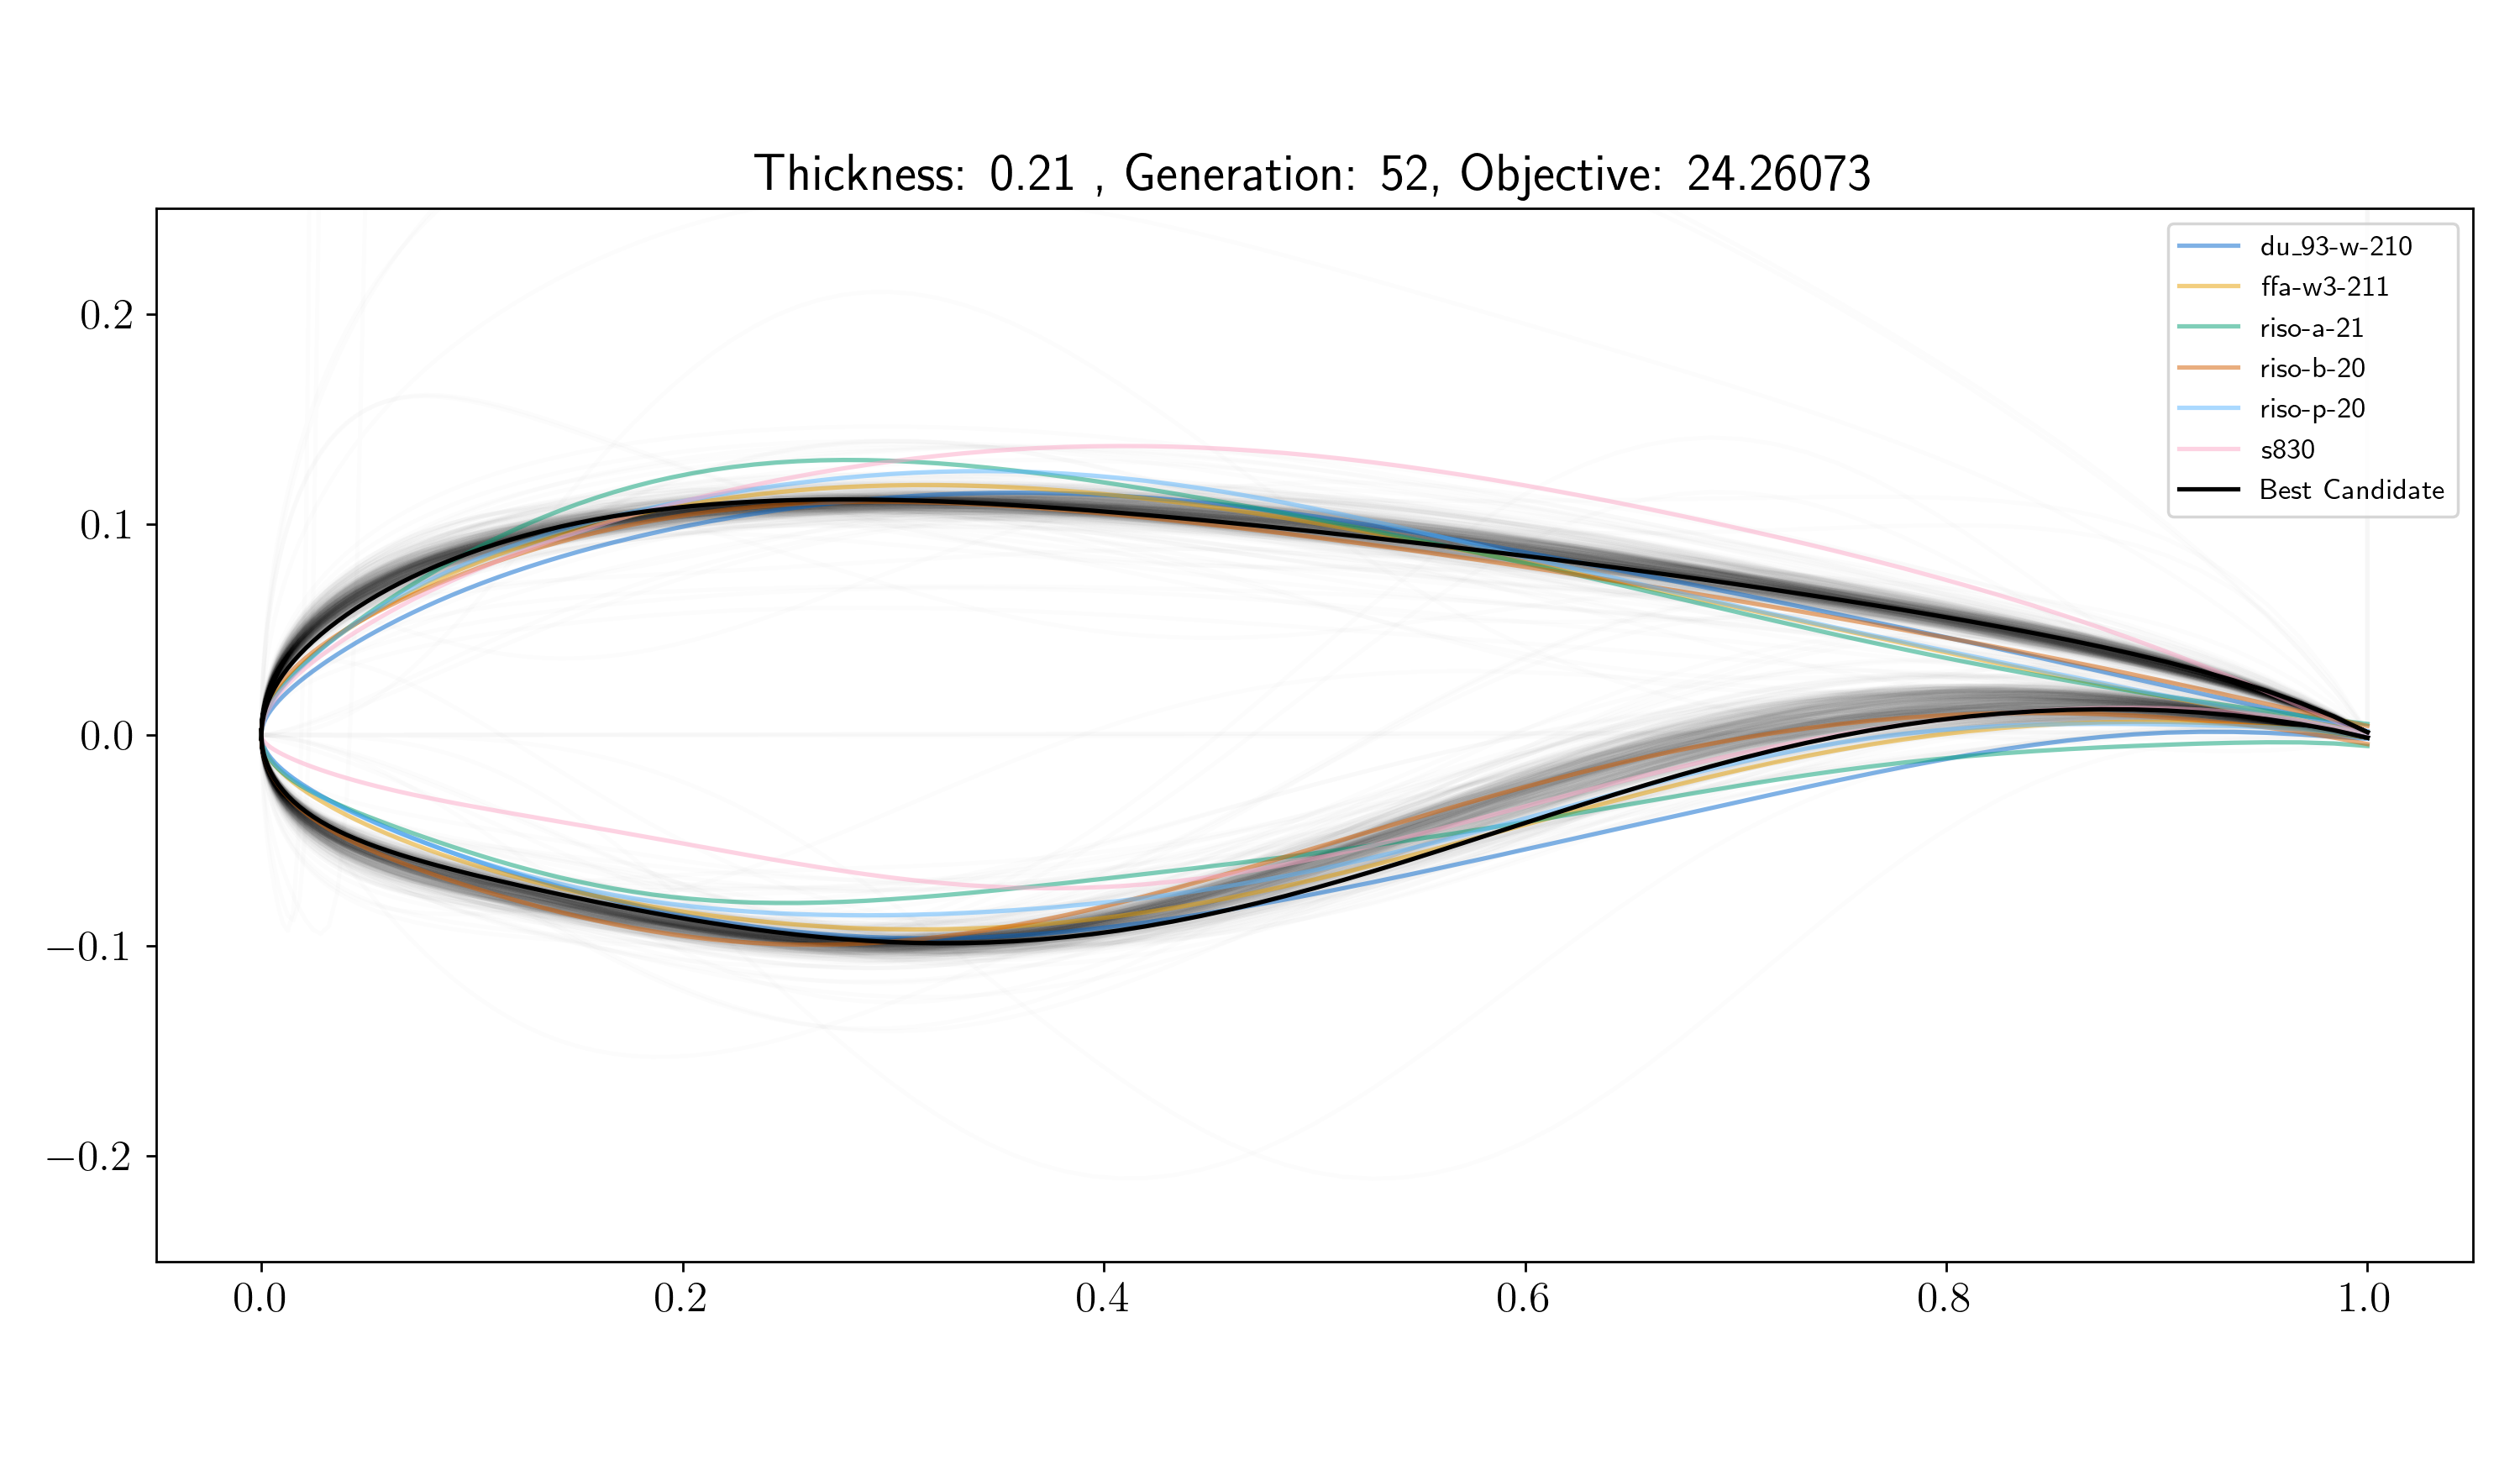 Thickness: 0.21 , Generation: 52, Objective: 24.26073
du_93-w-210
ffa-w3-211
riso-a-21
riso-b-20
riso-p-20
s830
Best Candidate
0.2
0.1
0.0
−0.1
−0.2
0.0 0.2 0.4 0.6 0.8 1.0